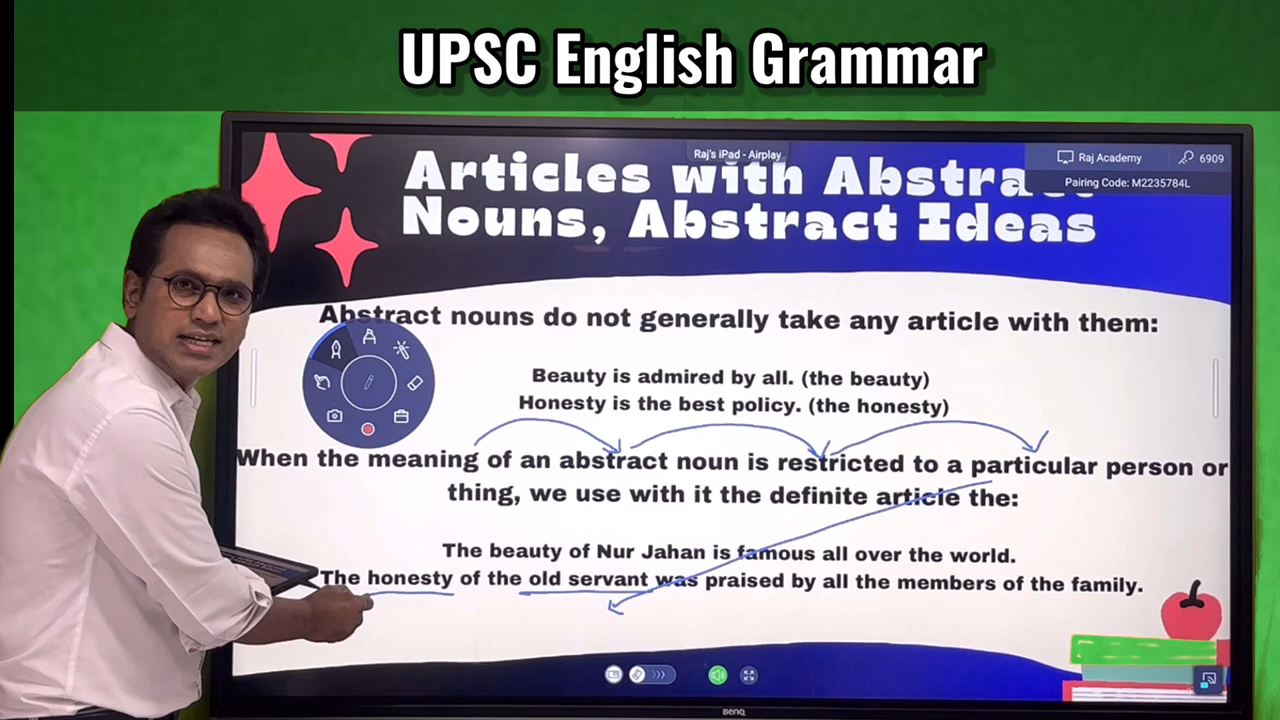 UPSC English Grammar
Raj's iPad - Airplay
Raj Academy
6909
Pairing Code: M2235784L
Articles with Abstra
Nouns, Abstract Ideas
Abstract nouns do not generally take any article with them:
Beauty is admired by all. (the beauty)
Honesty is the best policy. (the honesty)
When the meaning of an abstract noun is restricted to a particular person or
thing, we use with it the definite article the:
The beauty of Nur Jahan is famous all over the world.
The honesty of the old servant was praised by all the members of the family.
BenQ